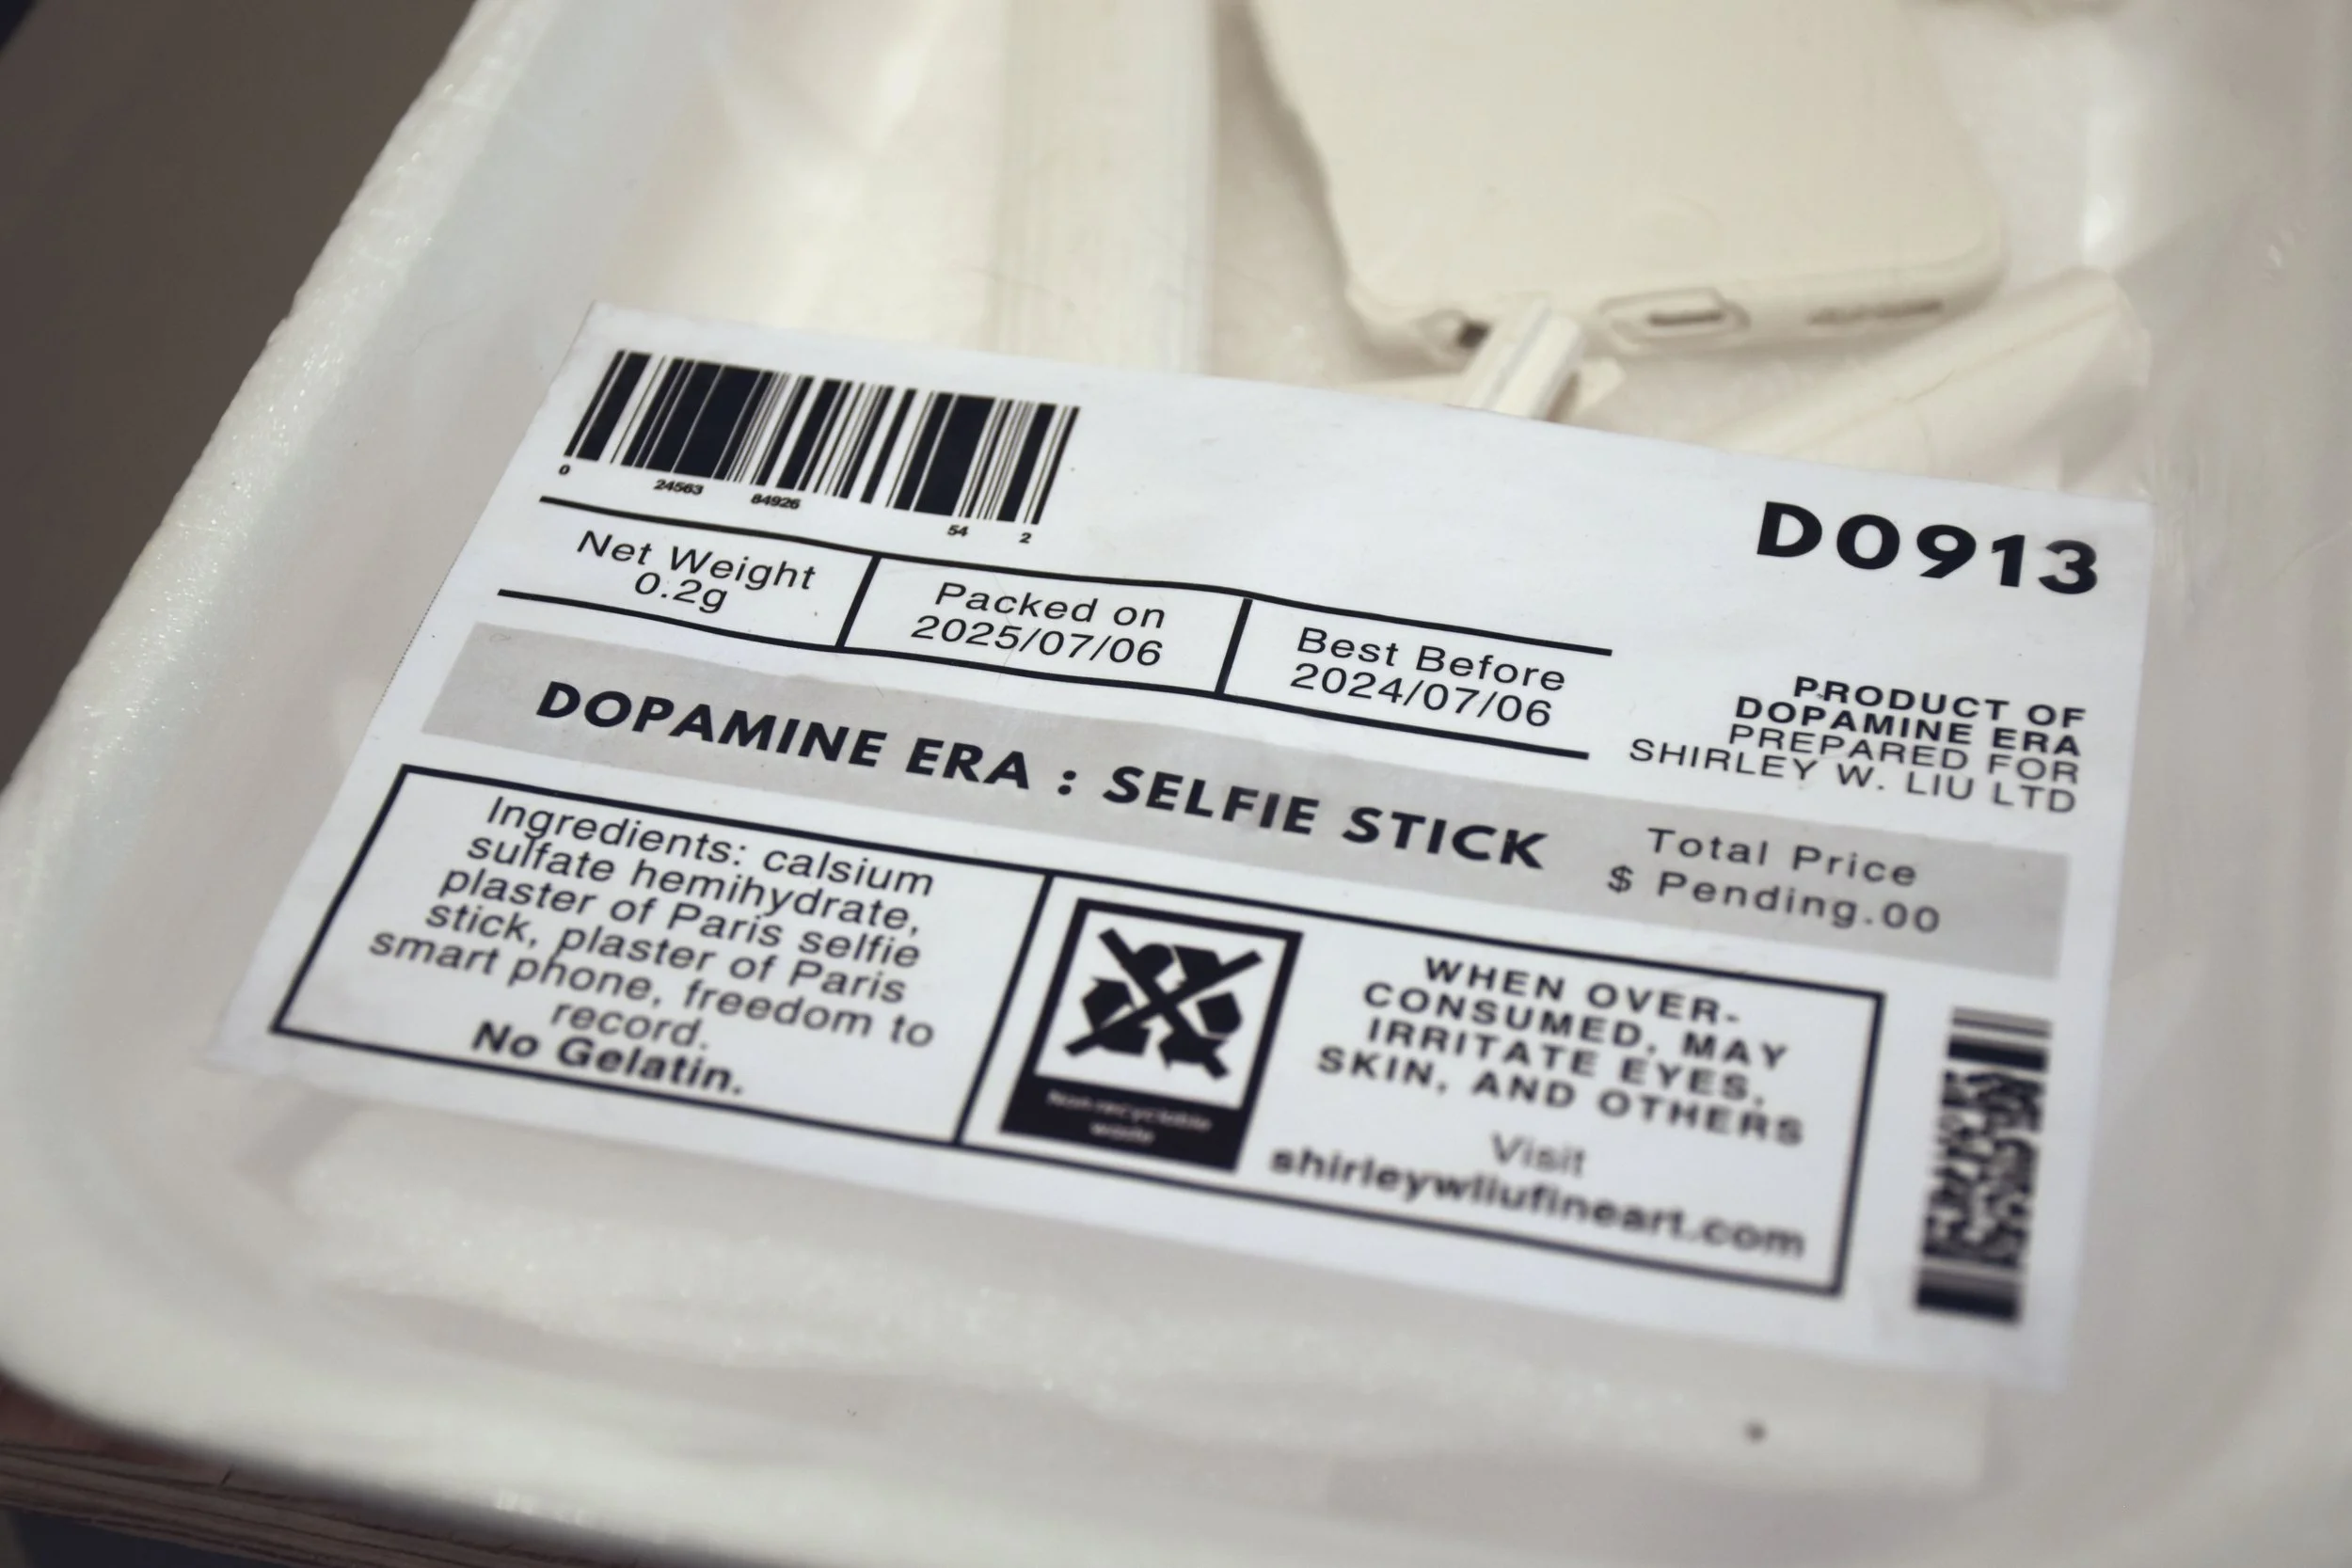 0 24563 84926 54 2
D0913
Net Weight
0.2g
Packed on
2025/07/06
Best Before
2024/07/06
PRODUCT OF
DOPAMINE ERA
PREPARED FOR
SHIRLEY W. LIU LTD
DOPAMINE ERA : SELFIE STICK
Total Price
$ Pending.00
Ingredients: calsium
sulfate hemihydrate,
plaster of Paris selfie
stick, plaster of Paris
smart phone, freedom to
record.
No Gelatin.
Non-recyclable
waste
WHEN OVER-
CONSUMED, MAY
IRRITATE EYES,
SKIN, AND OTHERS
Visit
shirleywliufineart.com